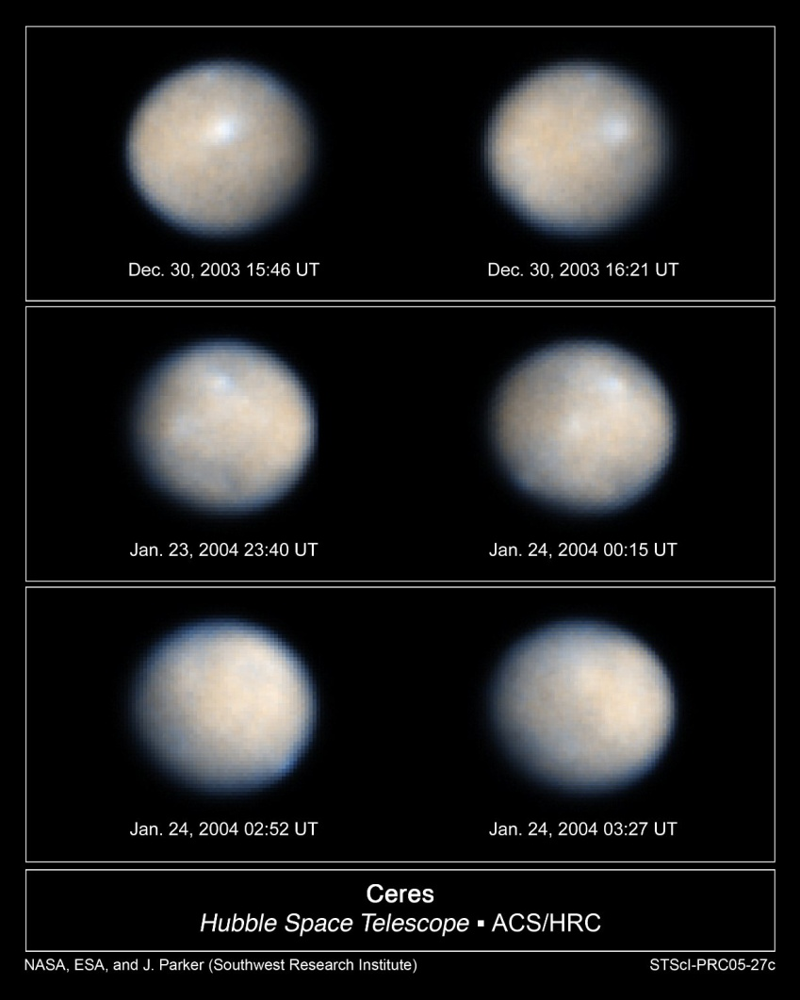 Dec. 30, 2003 15:46 UT
Dec. 30, 2003 16:21 UT
Jan. 23, 2004 23:40 UT
Jan. 24, 2004 00:15 UT
Jan. 24, 2004 02:52 UT
Jan. 24, 2004 03:27 UT
Ceres
Hubble Space Telescope ▪ ACS/HRC
NASA, ESA, and J. Parker (Southwest Research Institute)
STScI-PRC05-27c